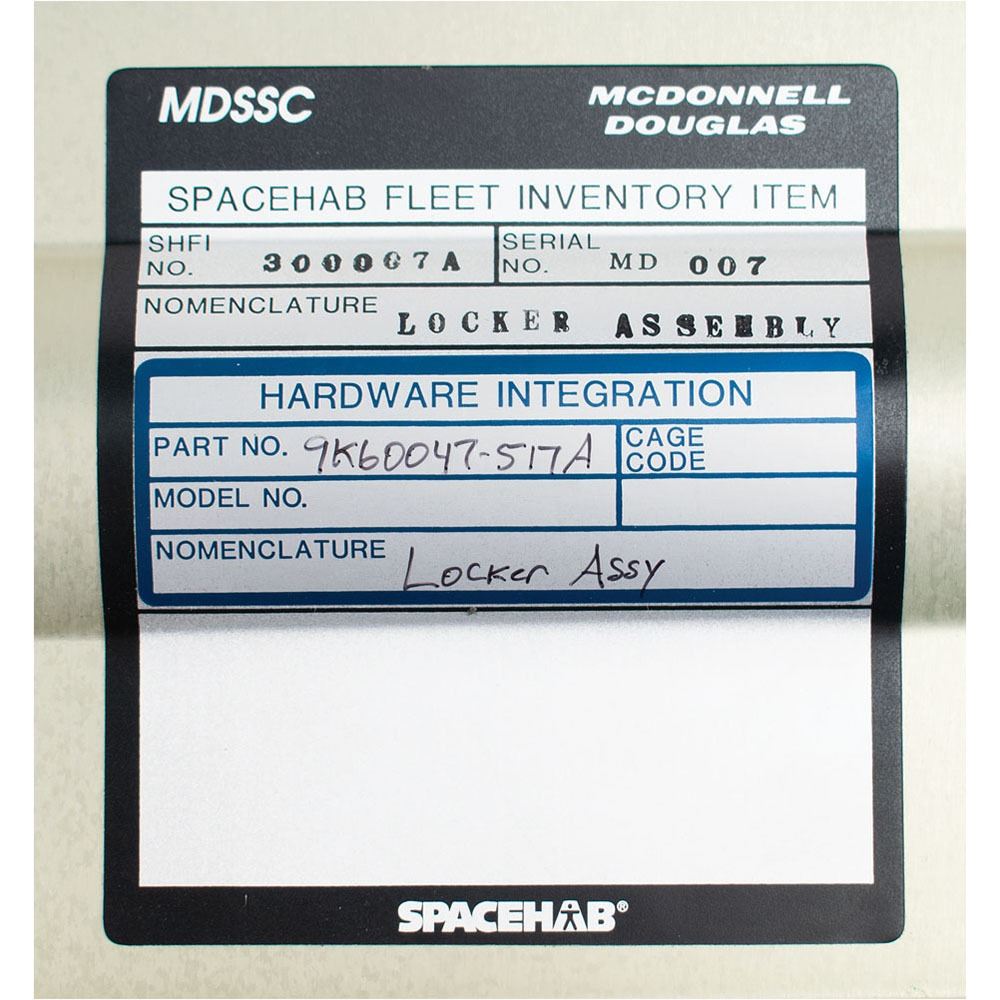 MDSSC
MCDONNELL
DOUGLAS
SPACEHAB FLEET INVENTORY ITEM
SHFI
NO. 300067A
SERIAL
NO. MD 007
NOMENCLATURE LOCKER ASSEMBLY
HARDWARE INTEGRATION
PART NO. 9K60047-517A
CAGE
CODE
MODEL NO.
NOMENCLATURE Locker Assy
SPACEHAB®